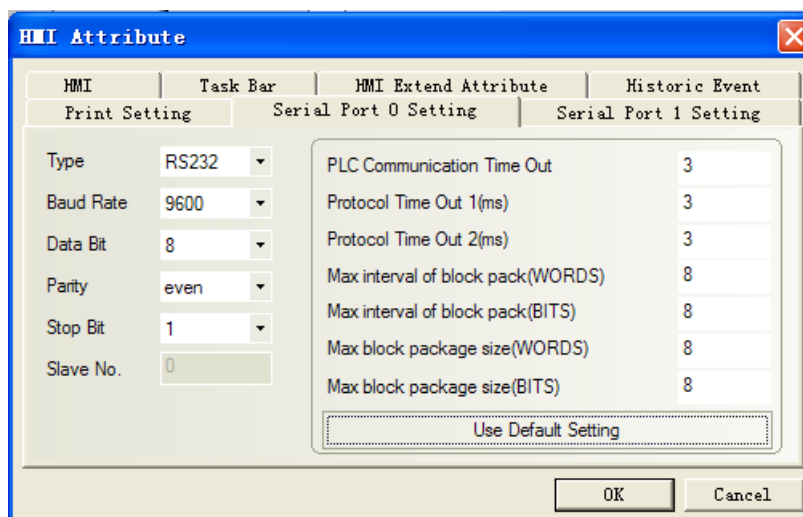 HMI Attribute
HMI Task Bar HMI Extend Attribute Historic Event
Print Setting Serial Port 0 Setting Serial Port 1 Setting
Type RS232
Baud Rate 9600
Data Bit 8
Parity even
Stop Bit 1
Slave No. 0
PLC Communication Time Out 3
Protocol Time Out 1(ms) 3
Protocol Time Out 2(ms) 3
Max interval of block pack(WORDS) 8
Max interval of block pack(BITS) 8
Max block package size(WORDS) 8
Max block package size(BITS) 8
Use Default Setting
OK Cancel